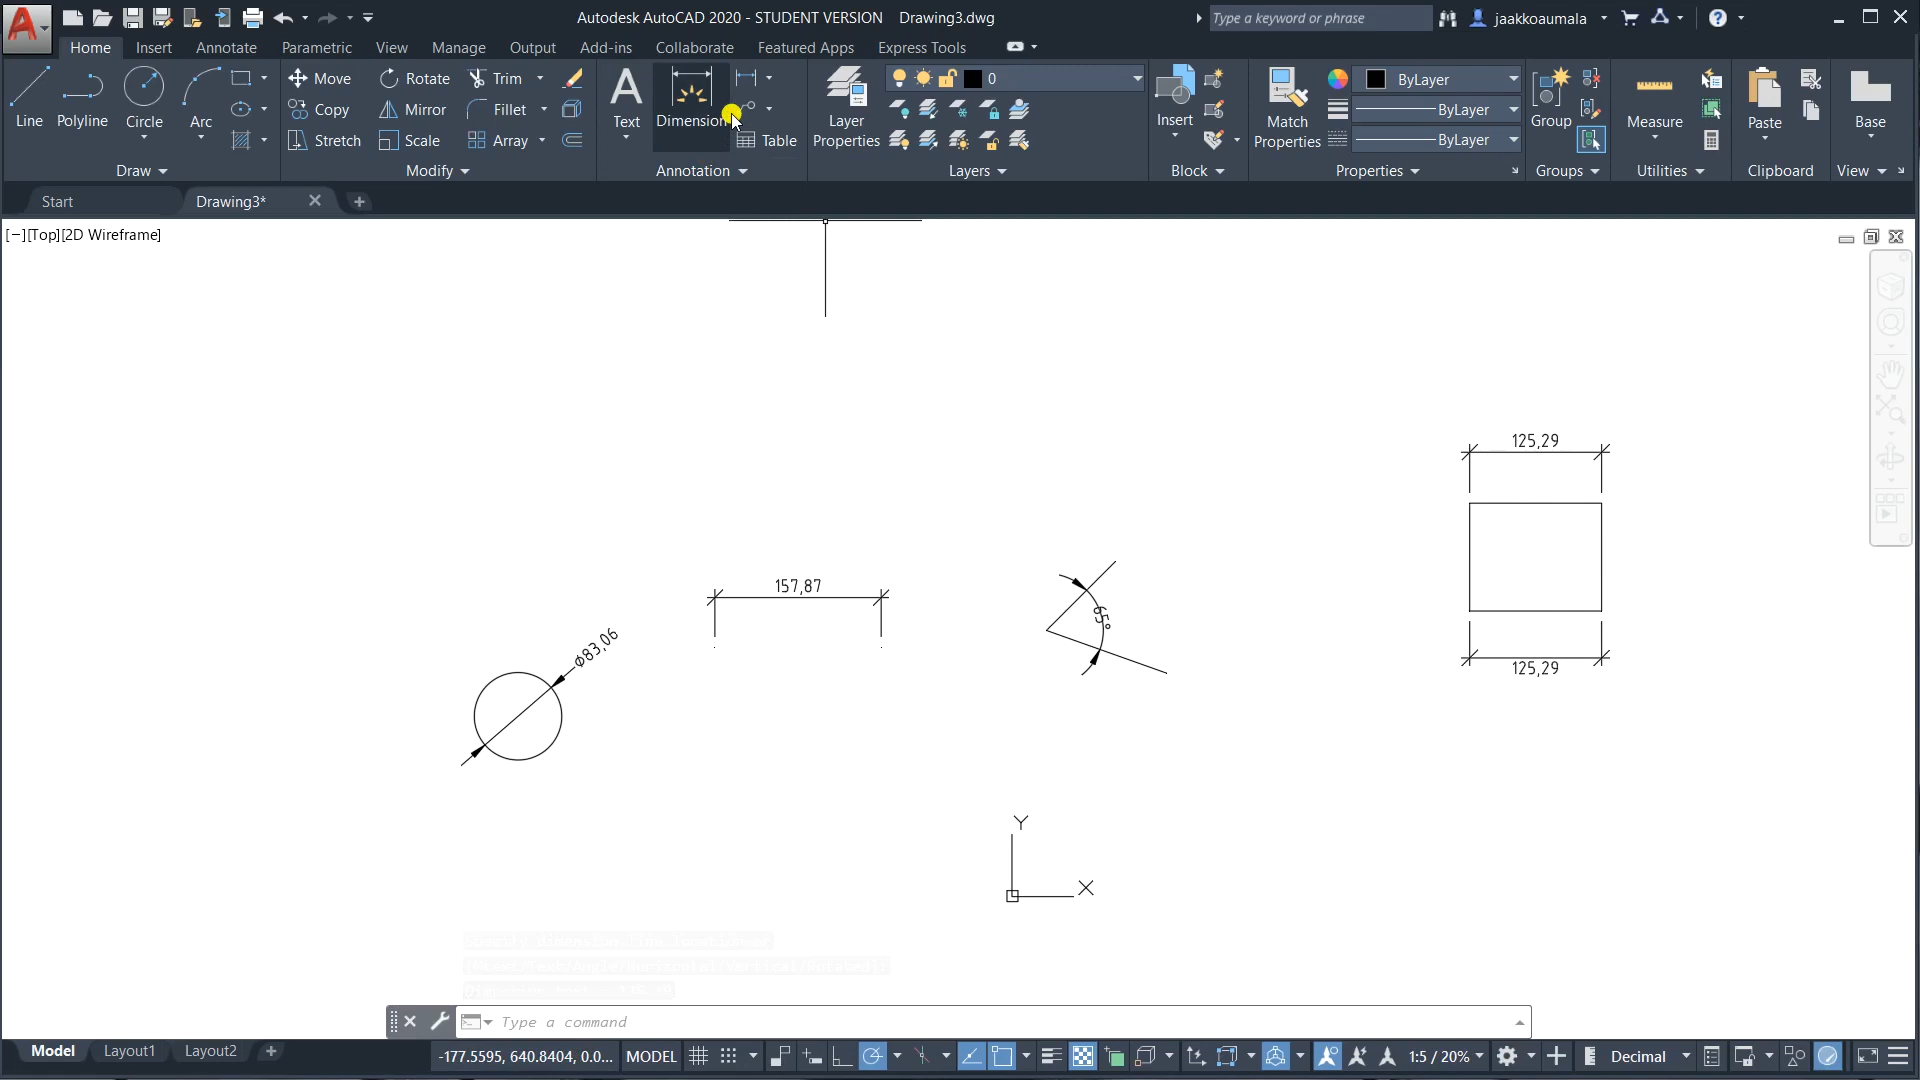 Autodesk AutoCAD 2020 - STUDENT VERSION Drawing3.dwg
Type a keyword or phrase
jaakkoaumala
Home Insert Annotate Parametric View Manage Output Add-ins Collaborate Featured Apps Express Tools
Line Polyline Circle Arc
Move Rotate Trim
Copy Mirror Fillet
Stretch Scale Array
Text Dimension Table
Layer Properties
0
Insert
Match Properties
ByLayer
ByLayer
ByLayer
Group
Measure
Paste
Base
Draw Modify Annotation Layers Block Properties Groups Utilities Clipboard View
Start Drawing3*
[−][Top][2D Wireframe]
125,29
157,87
65°
Φ83,06
125,29
Y
X
Type a command
Model Layout1 Layout2
-177.5595, 640.8404, 0.0... MODEL 1:5 / 20% Decimal